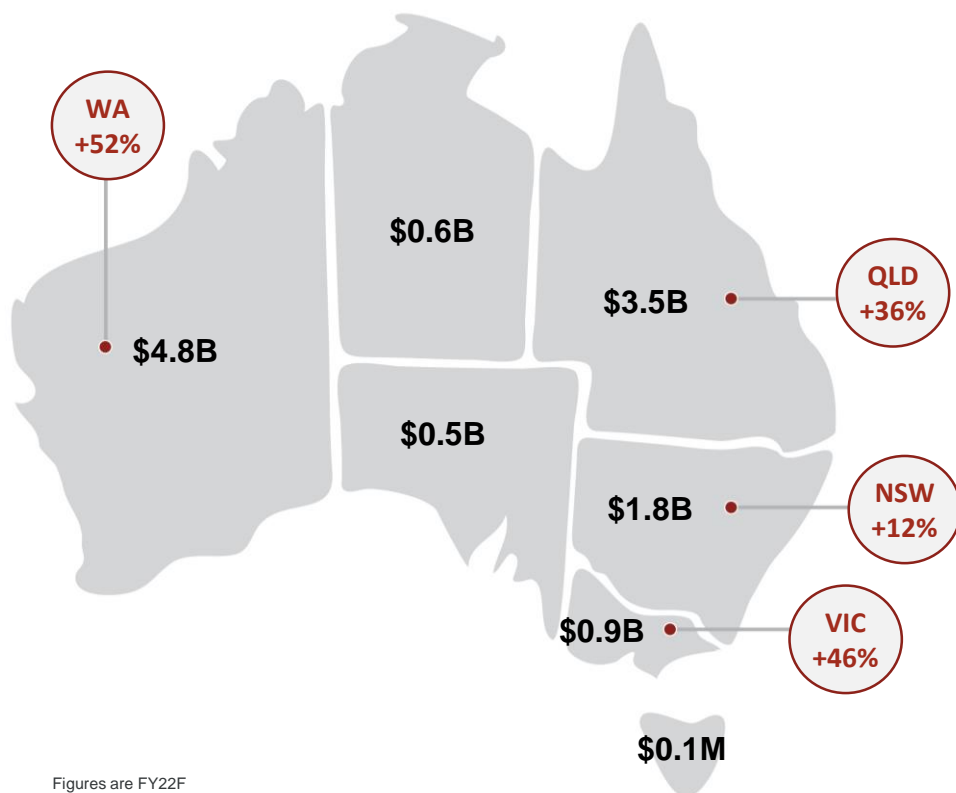 WA
+52%
$0.6B
QLD
+36%
$3.5B
$4.8B
$0.5B
NSW
+12%
$1.8B
VIC
+46%
$0.9B
$0.1M
Figures are FY22F